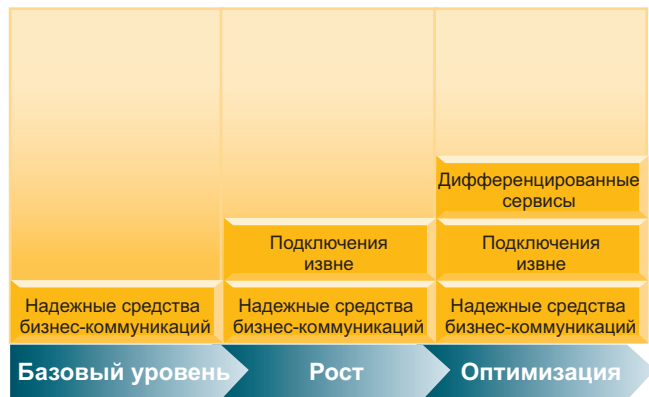 Дифференцированные
сервисы
Подключения
извне
Подключения
извне
Надежные средства
бизнес-коммуникаций
Надежные средства
бизнес-коммуникаций
Надежные средства
бизнес-коммуникаций
Базовый уровень
Рост
Оптимизация